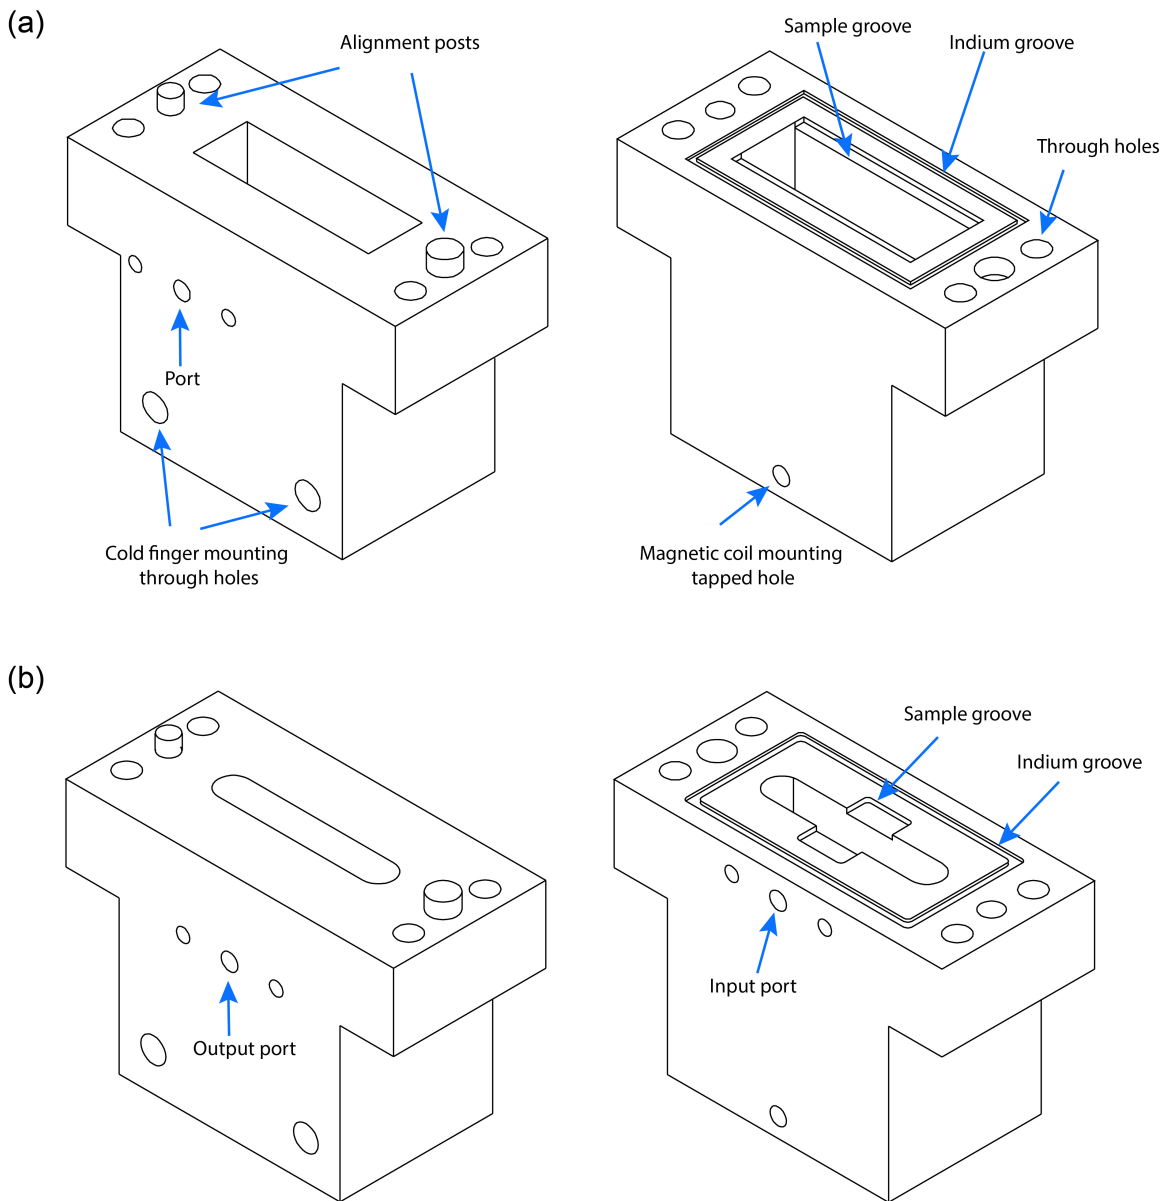 (a)
Alignment posts
Sample groove
Indium groove
Through holes
Port
Cold finger mounting
through holes
Magnetic coil mounting
tapped hole
(b)
Sample groove
Indium groove
Input port
Output port